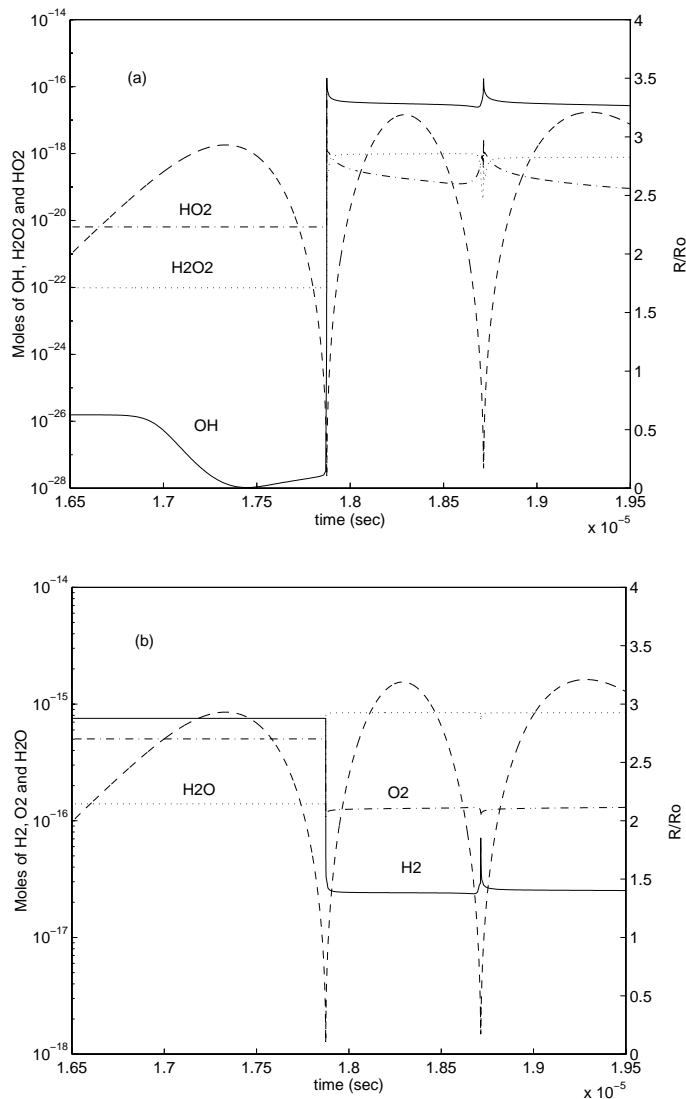 10^−14
(a)
10^−16
10^−18
10^−20
10^−22
10^−24
10^−26
10^−28
Moles of OH, H2O2 and HO2
HO2
H2O2
OH
4
3.5
3
2.5
2
1.5
1
0.5
0
R/Ro
1.65 1.7 1.75 1.8 1.85 1.9 1.95
time (sec)
x 10^−5
10^−14
(b)
10^−15
10^−16
10^−17
10^−18
Moles of H2, O2 and H2O
H2O
O2
H2
4
3.5
3
2.5
2
1.5
1
0.5
0
R/Ro
1.65 1.7 1.75 1.8 1.85 1.9 1.95
time (sec)
x 10^−5